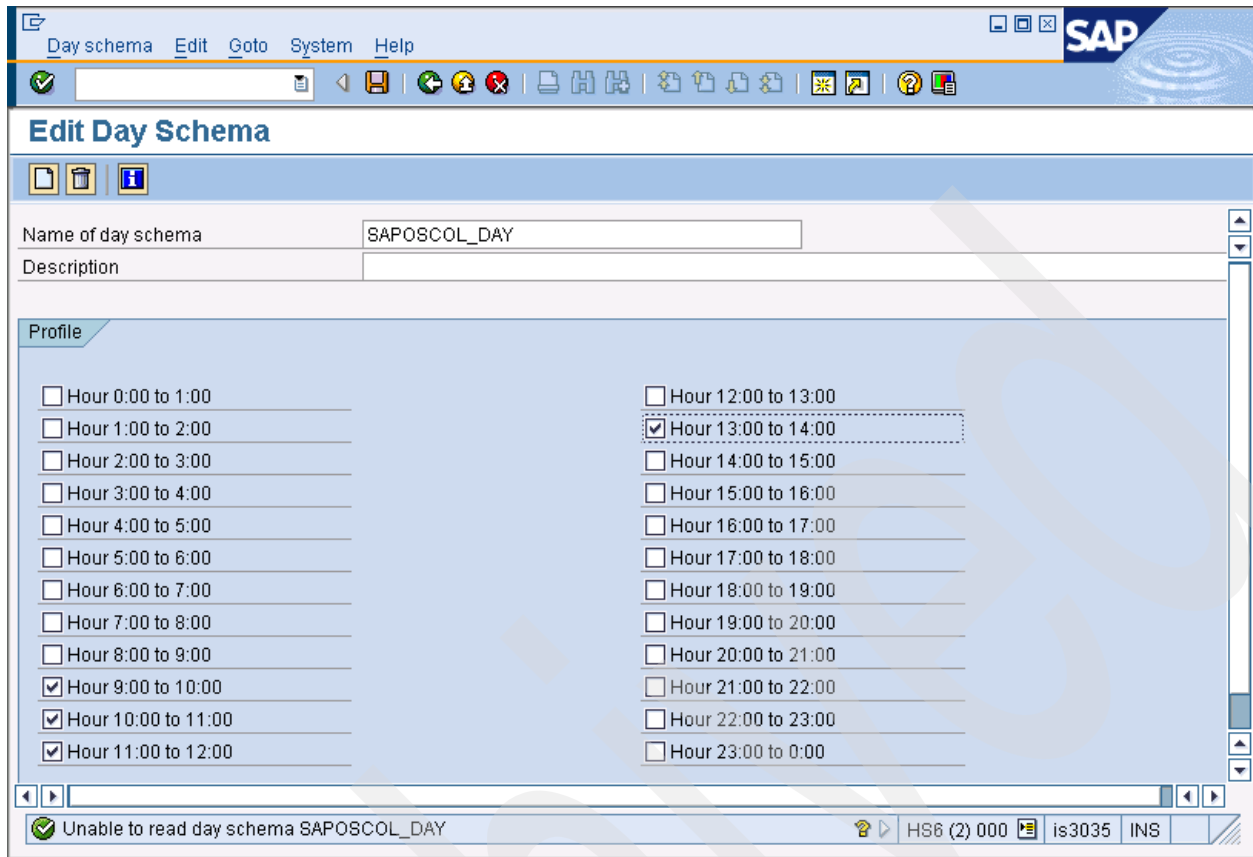 Day schema Edit Goto System Help
SAP
Edit Day Schema
Name of day schema SAPOSCOL_DAY
Description
Profile
Hour 0:00 to 1:00 Hour 12:00 to 13:00
Hour 1:00 to 2:00 Hour 13:00 to 14:00
Hour 2:00 to 3:00 Hour 14:00 to 15:00
Hour 3:00 to 4:00 Hour 15:00 to 16:00
Hour 4:00 to 5:00 Hour 16:00 to 17:00
Hour 5:00 to 6:00 Hour 17:00 to 18:00
Hour 6:00 to 7:00 Hour 18:00 to 19:00
Hour 7:00 to 8:00 Hour 19:00 to 20:00
Hour 8:00 to 9:00 Hour 20:00 to 21:00
Hour 9:00 to 10:00 Hour 21:00 to 22:00
Hour 10:00 to 11:00 Hour 22:00 to 23:00
Hour 11:00 to 12:00 Hour 23:00 to 0:00
Unable to read day schema SAPOSCOL_DAY HS6 (2) 000 is3035 INS